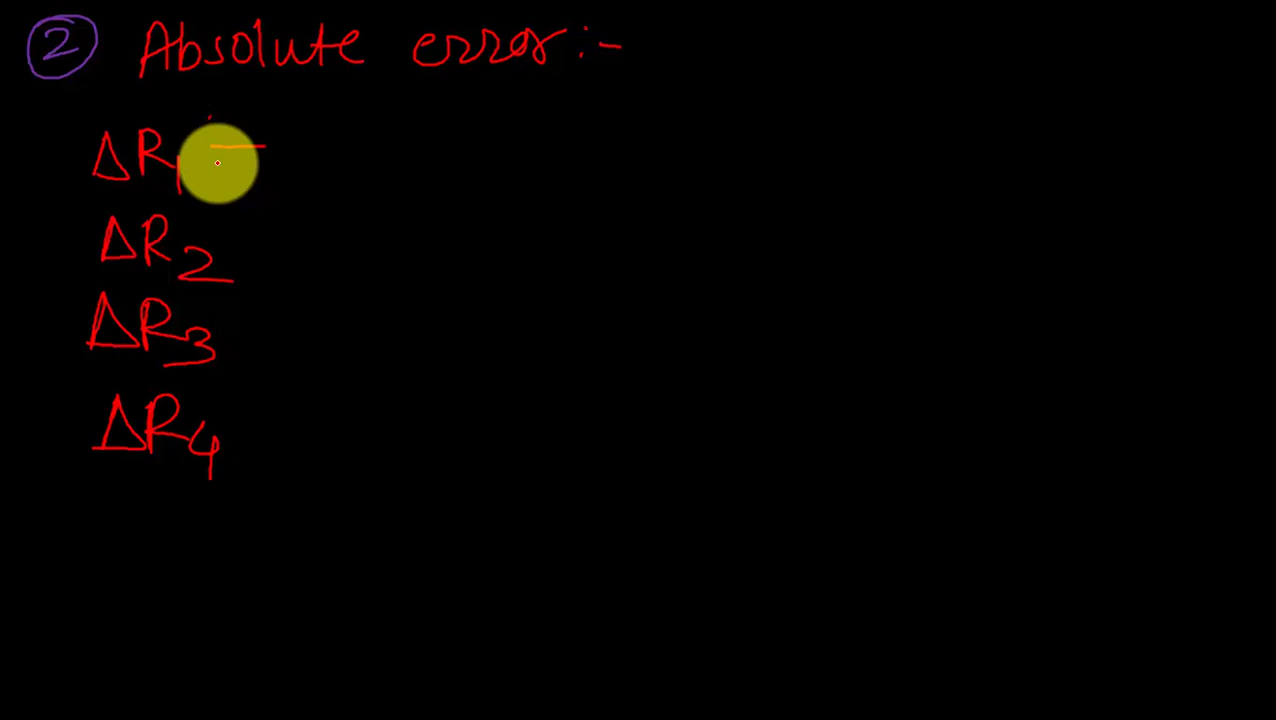 ② Absolute error:-
ΔR₁ =
ΔR₂
ΔR₃
ΔR₄